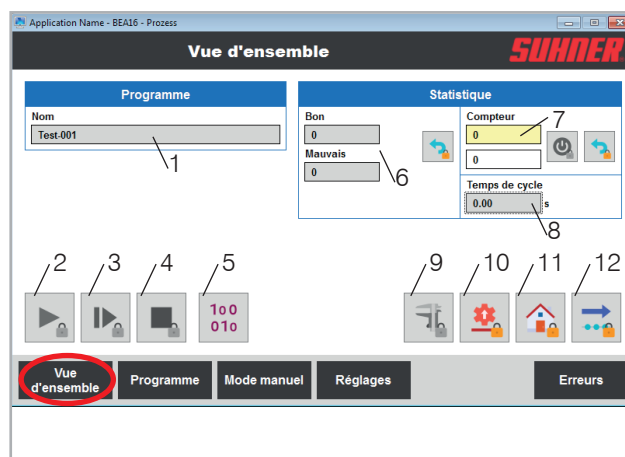 Application Name - BEA16 - Prozess
Vue d'ensemble
SUHNER
Programme
Nom
Test-001
1
Statistique
Bon
0
Mauvais
0
6
Compteur
7
0
0
Temps de cycle
0.00 s
8
2 3 4 5
9 10 11 12
100
010
Vue
d'ensemble
Programme
Mode manuel
Réglages
Erreurs